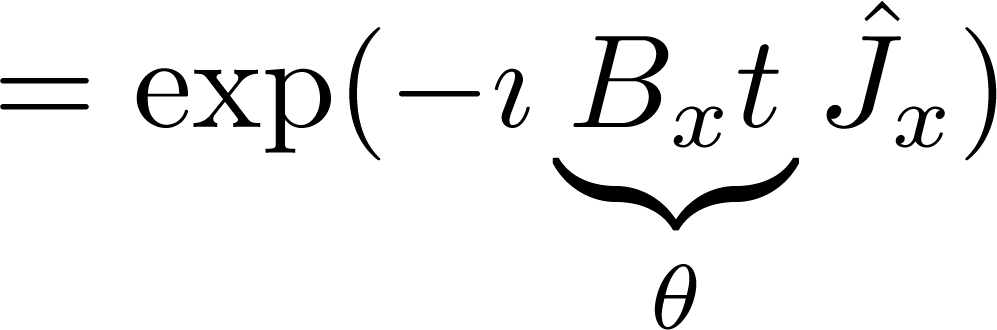 = exp(−ı B_x t Ĵ_x)
θ